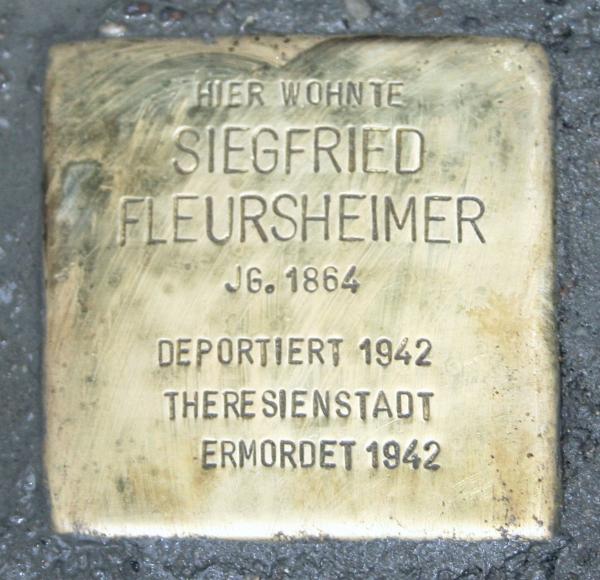 HIER WOHNTE
SIEGFRIED
FLEURSHEIMER
JG. 1864
DEPORTIERT 1942
THERESIENSTADT
ERMORDET 1942